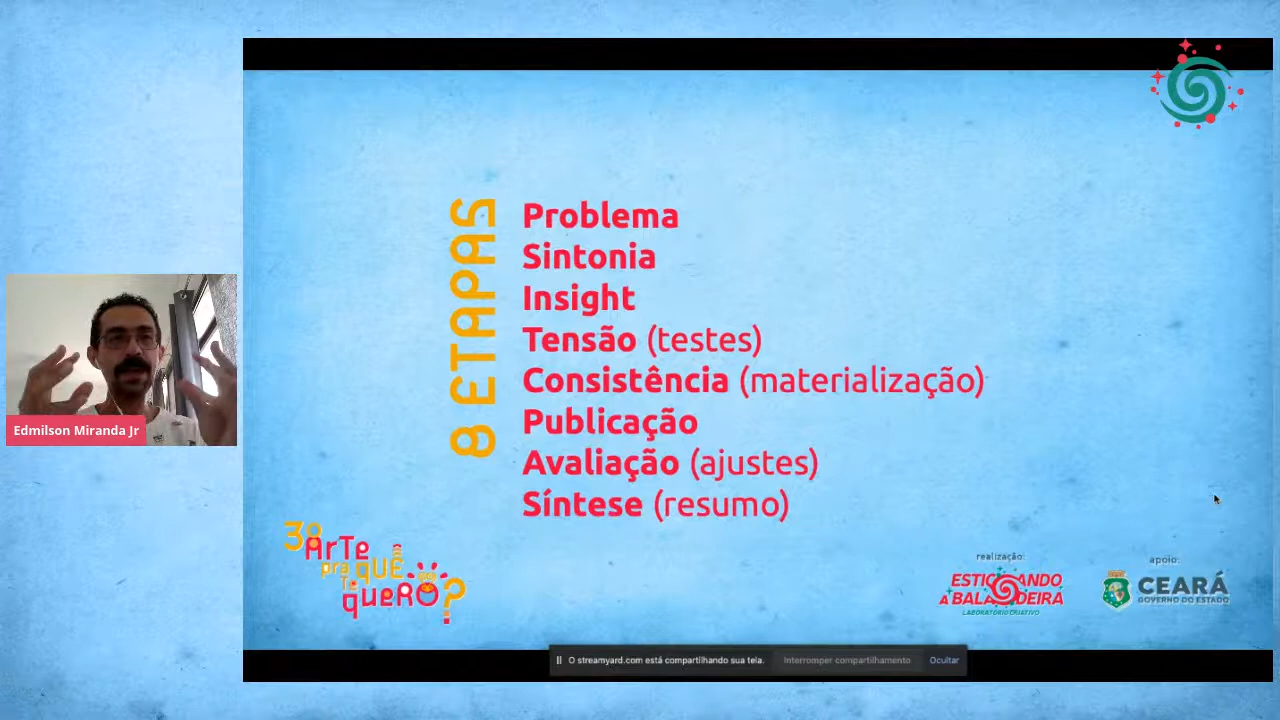 8 ETAPAS
Problema
Sintonia
Insight
Tensão (testes)
Consistência (materialização)
Publicação
Avaliação (ajustes)
Síntese (resumo)
Edmilson Miranda Jr
3º ArTe
pra quÊ
Te
queRO?
realização:
ESTICANDO
A BALADEIRA
LABORATÓRIO CRIATIVO
apoio:
CEARÁ
GOVERNO DO ESTADO
O streamyard.com está compartilhando sua tela.
Interromper compartilhamento
Ocultar